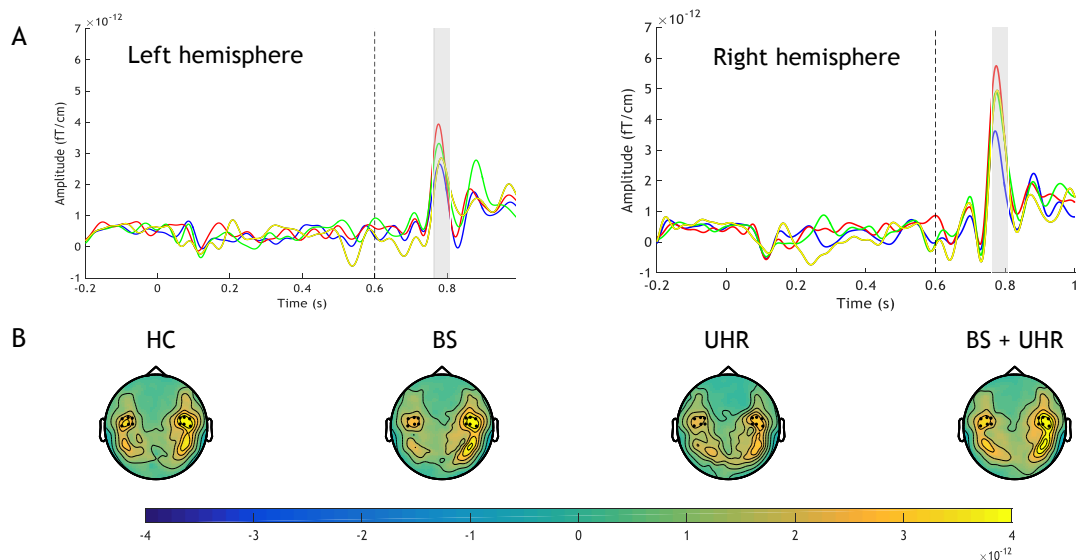 A
×10⁻¹²
Left hemisphere
Amplitude (fT/cm)
7
6
5
4
3
2
1
0
-1
-0.2 0 0.2 0.4 0.6 0.8
Time (s)
×10⁻¹²
Right hemisphere
Amplitude (fT/cm)
7
6
5
4
3
2
1
0
-1
-0.2 0 0.2 0.4 0.6 0.8 1
Time (s)
B
HC BS UHR BS + UHR
-4 -3 -2 -1 0 1 2 3 4
×10⁻¹²